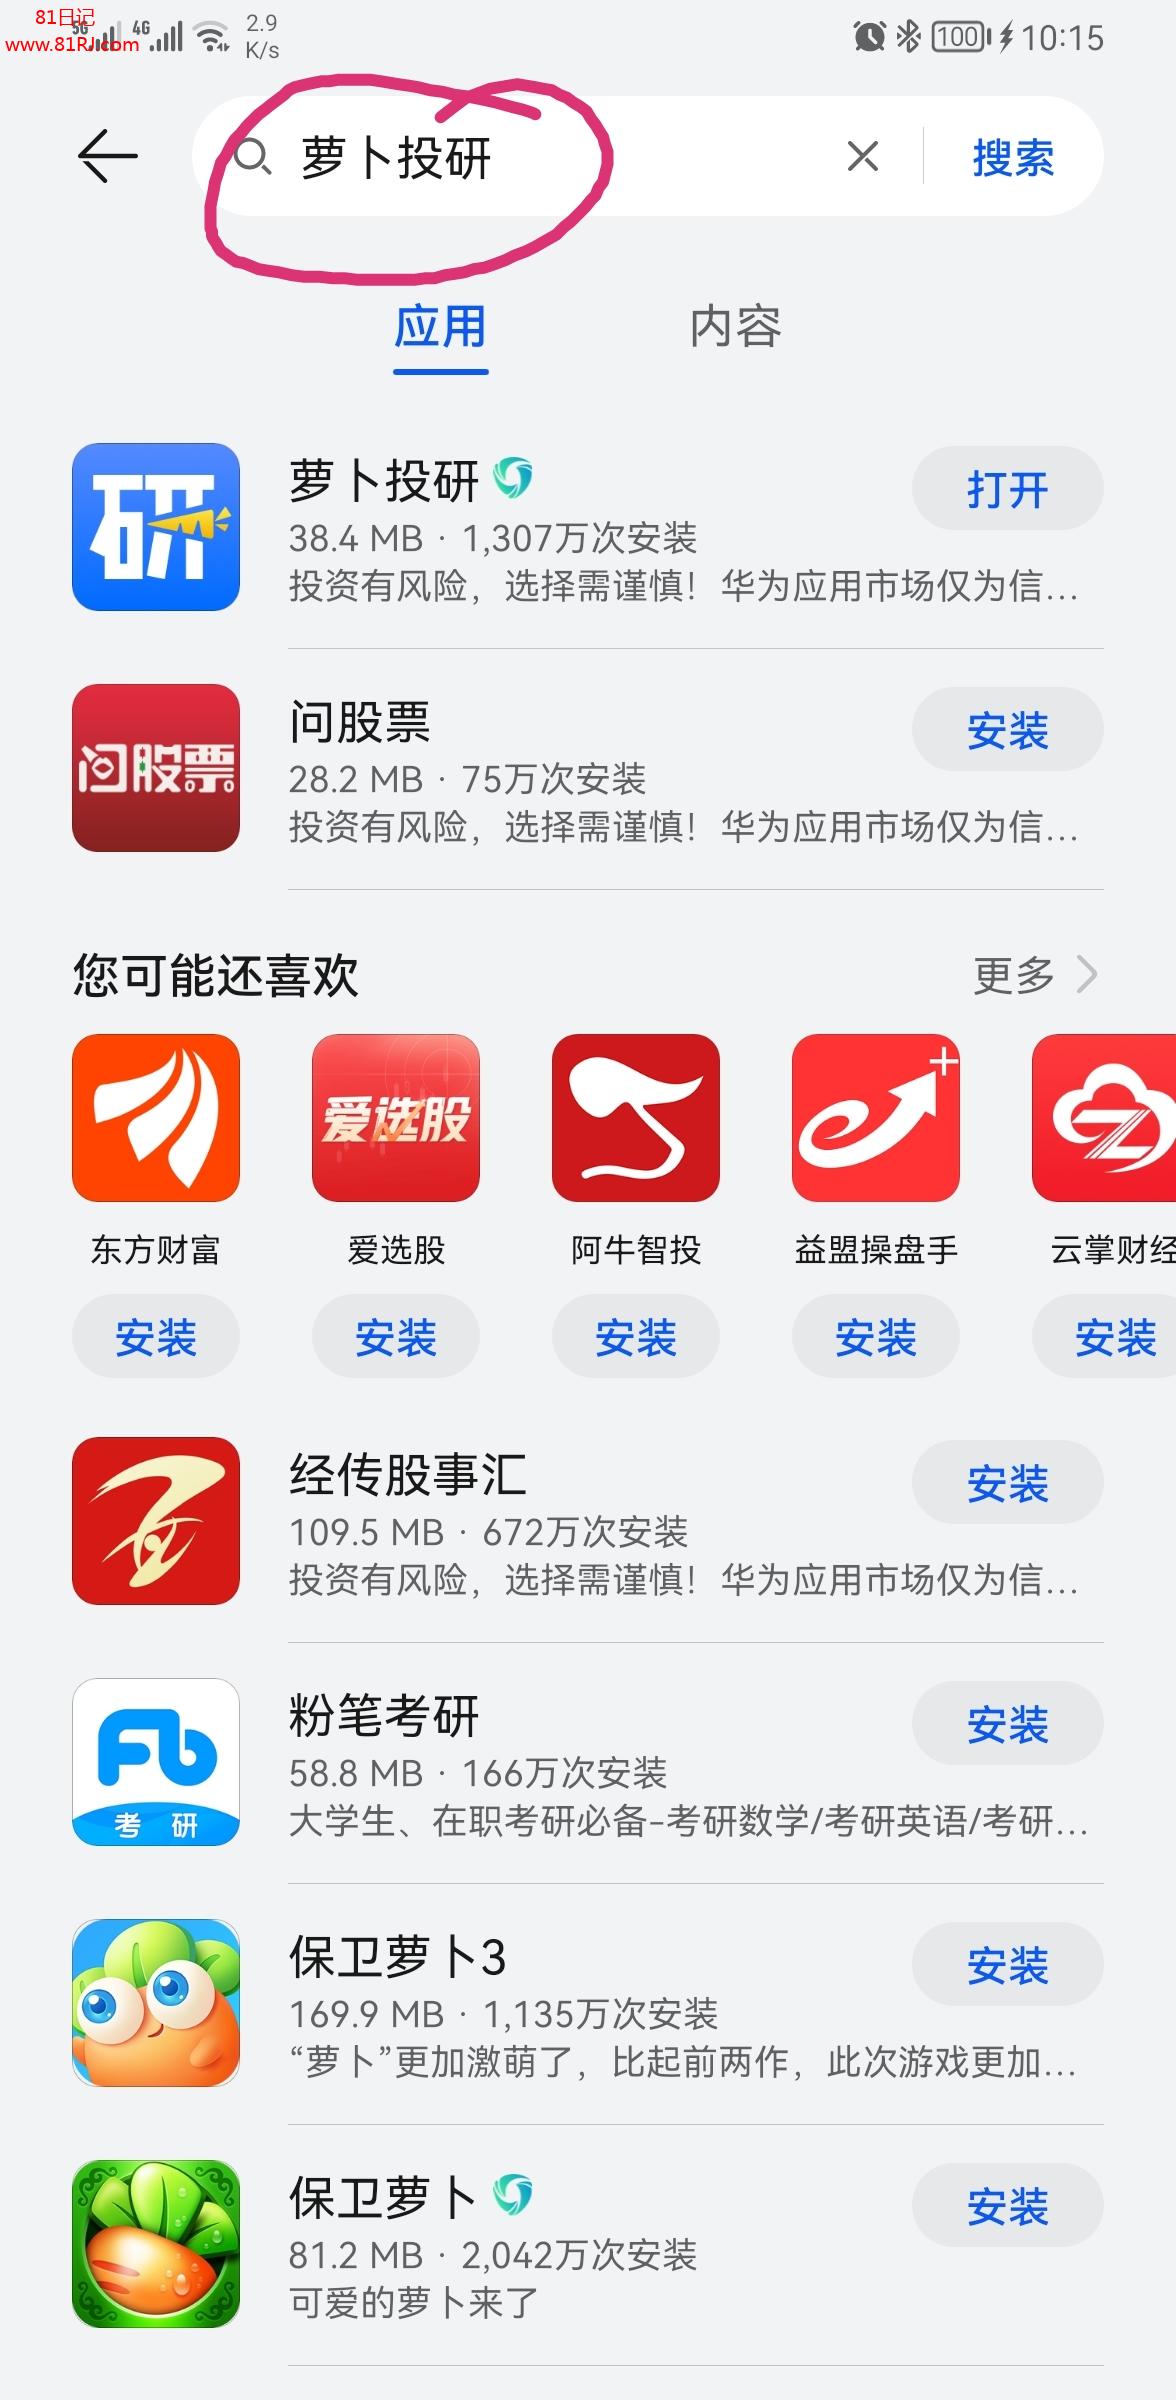 81日记
www.81RJ.com
5G 4G 2.9 K/s 100 10:15
萝卜投研 搜索
应用 内容
研
萝卜投研 打开
38.4 MB · 1,307万次安装
投资有风险，选择需谨慎！华为应用市场仅为信...
问股票
问股票 安装
28.2 MB · 75万次安装
投资有风险，选择需谨慎！华为应用市场仅为信...
您可能还喜欢 更多
爱选股
东方财富 爱选股 阿牛智投 益盟操盘手 云掌财经
安装 安装 安装 安装 安装
经传股事汇 安装
109.5 MB · 672万次安装
投资有风险，选择需谨慎！华为应用市场仅为信...
Fb
考 研
粉笔考研 安装
58.8 MB · 166万次安装
大学生、在职考研必备-考研数学/考研英语/考研...
保卫萝卜3 安装
169.9 MB · 1,135万次安装
“萝卜”更加激萌了，比起前两作，此次游戏更加...
保卫萝卜 安装
81.2 MB · 2,042万次安装
可爱的萝卜来了